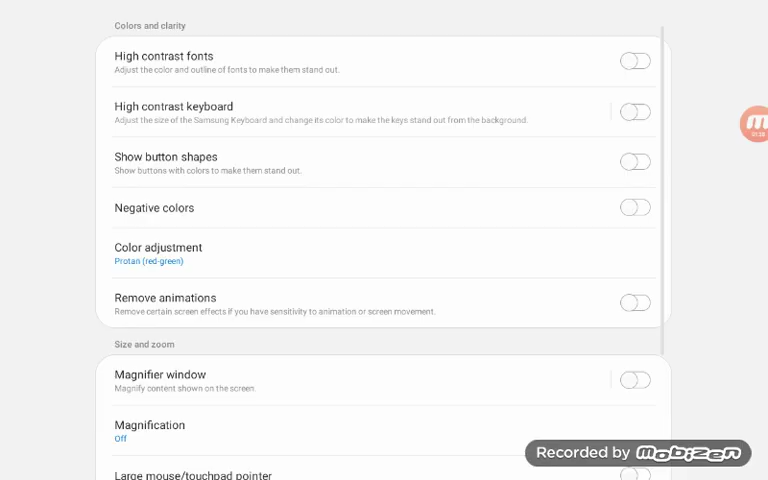 Colors and clarity
High contrast fonts
Adjust the color and outline of fonts to make them stand out.
High contrast keyboard
Adjust the size of the Samsung Keyboard and change its color to make the keys stand out from the background.
Show button shapes
Show buttons with colors to make them stand out.
Negative colors
Color adjustment
Protan (red-green)
Remove animations
Remove certain screen effects if you have sensitivity to animation or screen movement.
Size and zoom
Magnifier window
Magnify content shown on the screen.
Magnification
Off
Recorded by mobizen
Large mouse/touchpad pointer